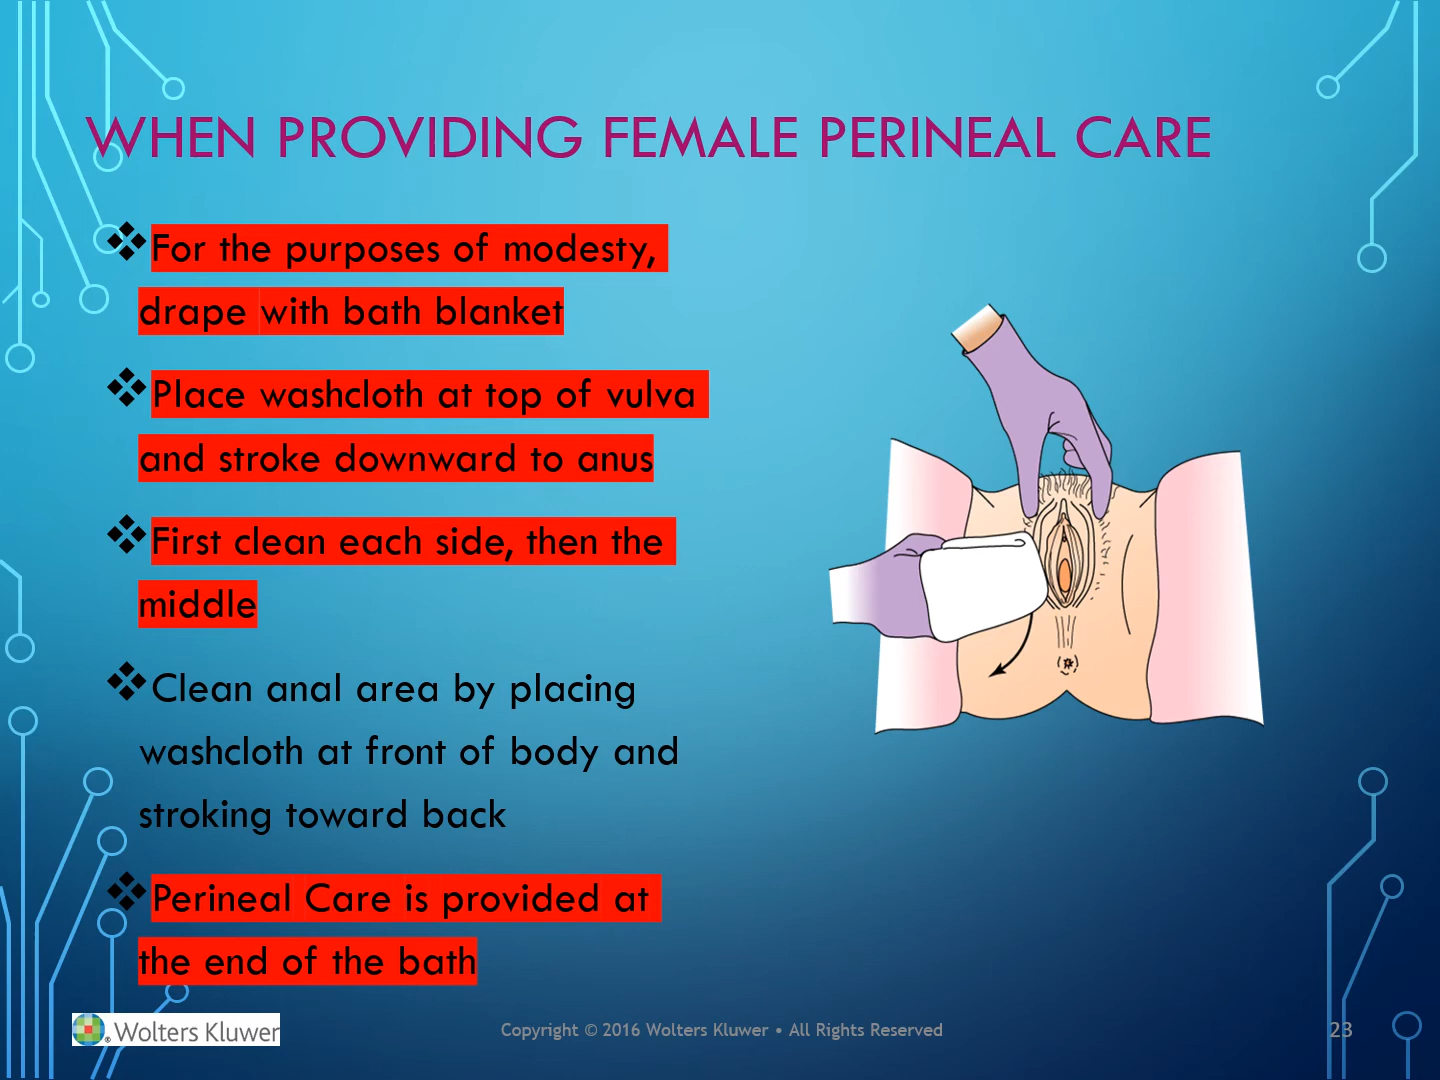 WHEN PROVIDING FEMALE PERINEAL CARE
For the purposes of modesty,
drape with bath blanket
Place washcloth at top of vulva
and stroke downward to anus
First clean each side, then the
middle
Clean anal area by placing
washcloth at front of body and
stroking toward back
Perineal Care is provided at
the end of the bath
® Wolters Kluwer
Copyright © 2016 Wolters Kluwer • All Rights Reserved
23